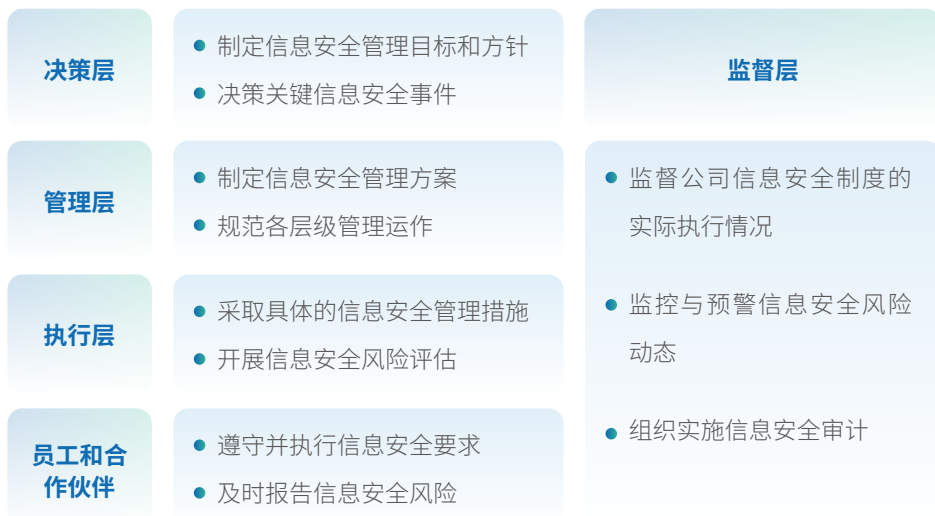 决策层
制定信息安全管理目标和方针
决策关键信息安全事件
管理层
制定信息安全管理方案
规范各层级管理运作
执行层
采取具体的信息安全管理措施
开展信息安全风险评估
员工和合
作伙伴
遵守并执行信息安全要求
及时报告信息安全风险
监督层
监督公司信息安全制度的
实际执行情况
监控与预警信息安全风险
动态
组织实施信息安全审计